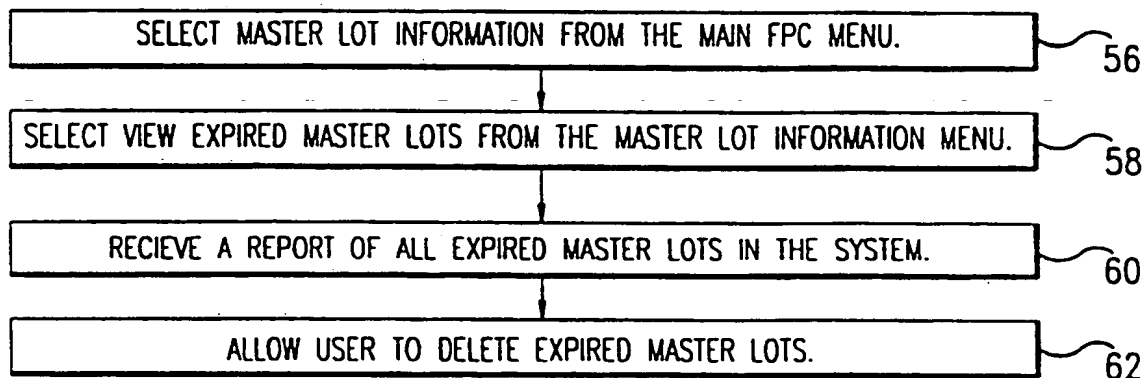 SELECT MASTER LOT INFORMATION FROM THE MAIN FPC MENU.
56
SELECT VIEW EXPIRED MASTER LOTS FROM THE MASTER LOT INFORMATION MENU.
58
RECIEVE A REPORT OF ALL EXPIRED MASTER LOTS IN THE SYSTEM.
60
ALLOW USER TO DELETE EXPIRED MASTER LOTS.
62